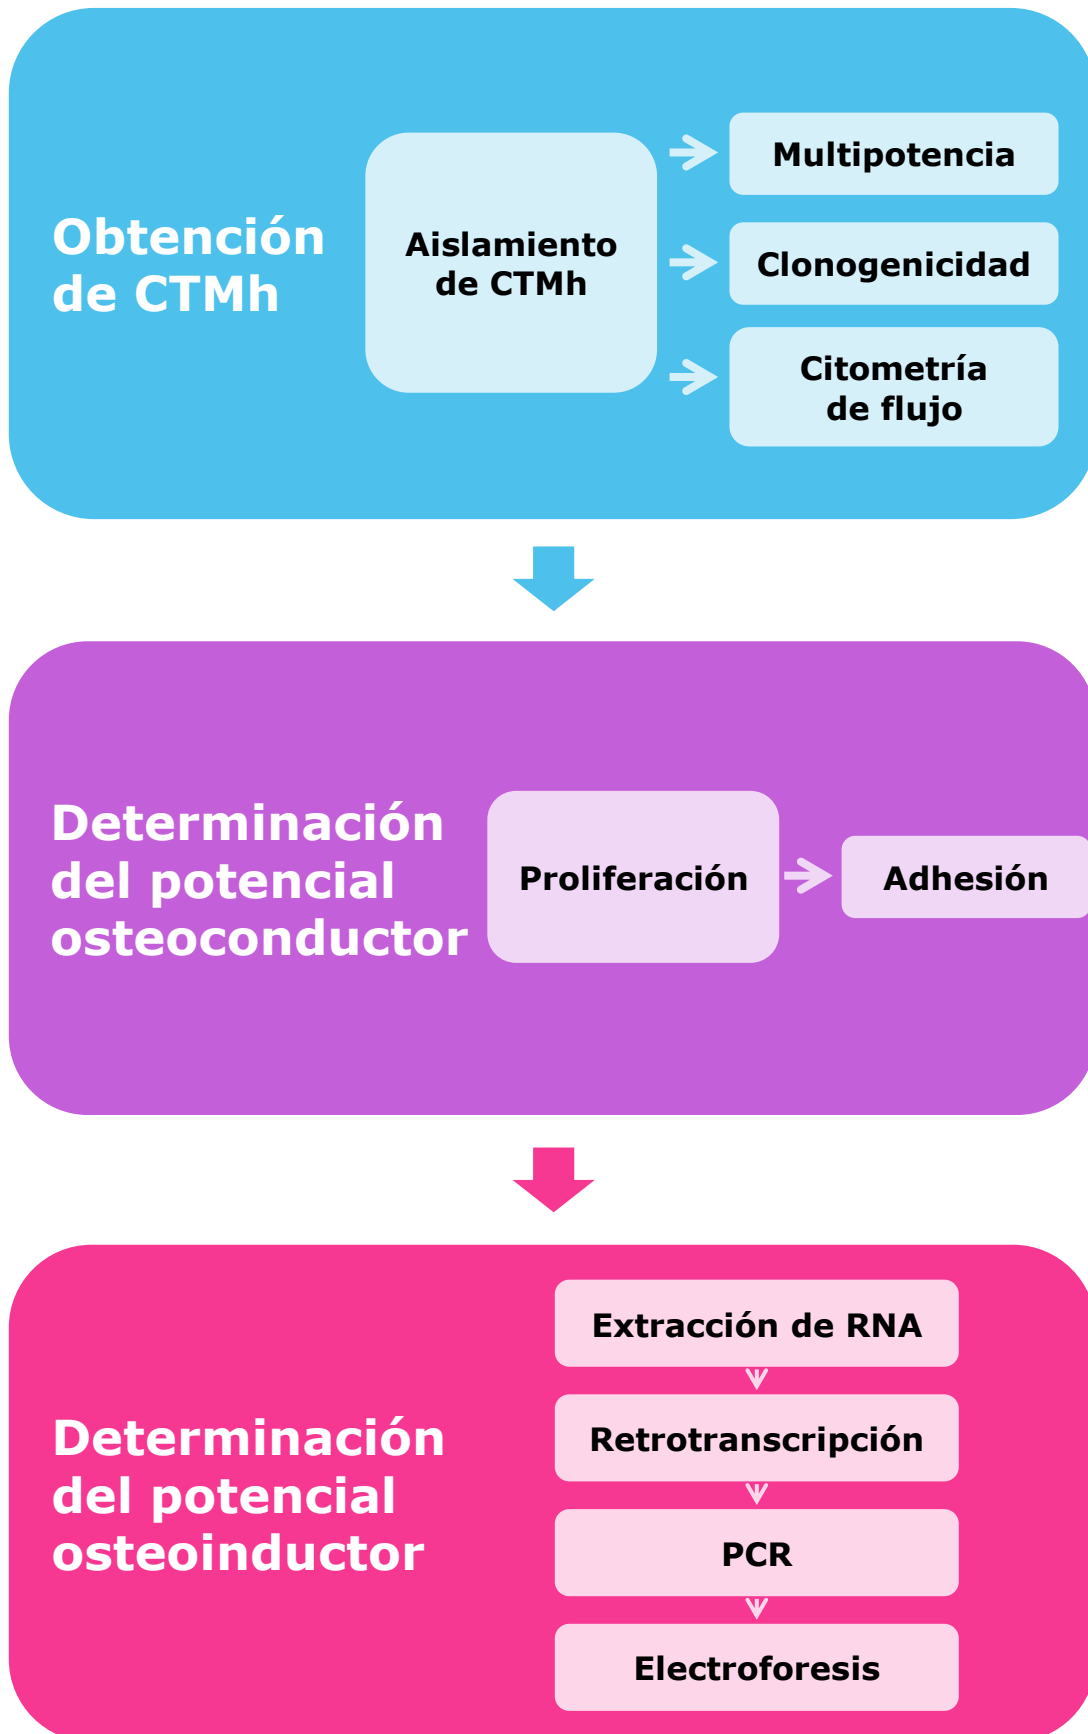 Obtención
de CTMh
Aislamiento
de CTMh
Multipotencia
Clonogenicidad
Citometría
de flujo
Determinación
del potencial
osteoconductor
Proliferación
Adhesión
Determinación
del potencial
osteoinductor
Extracción de RNA
Retrotranscripción
PCR
Electroforesis